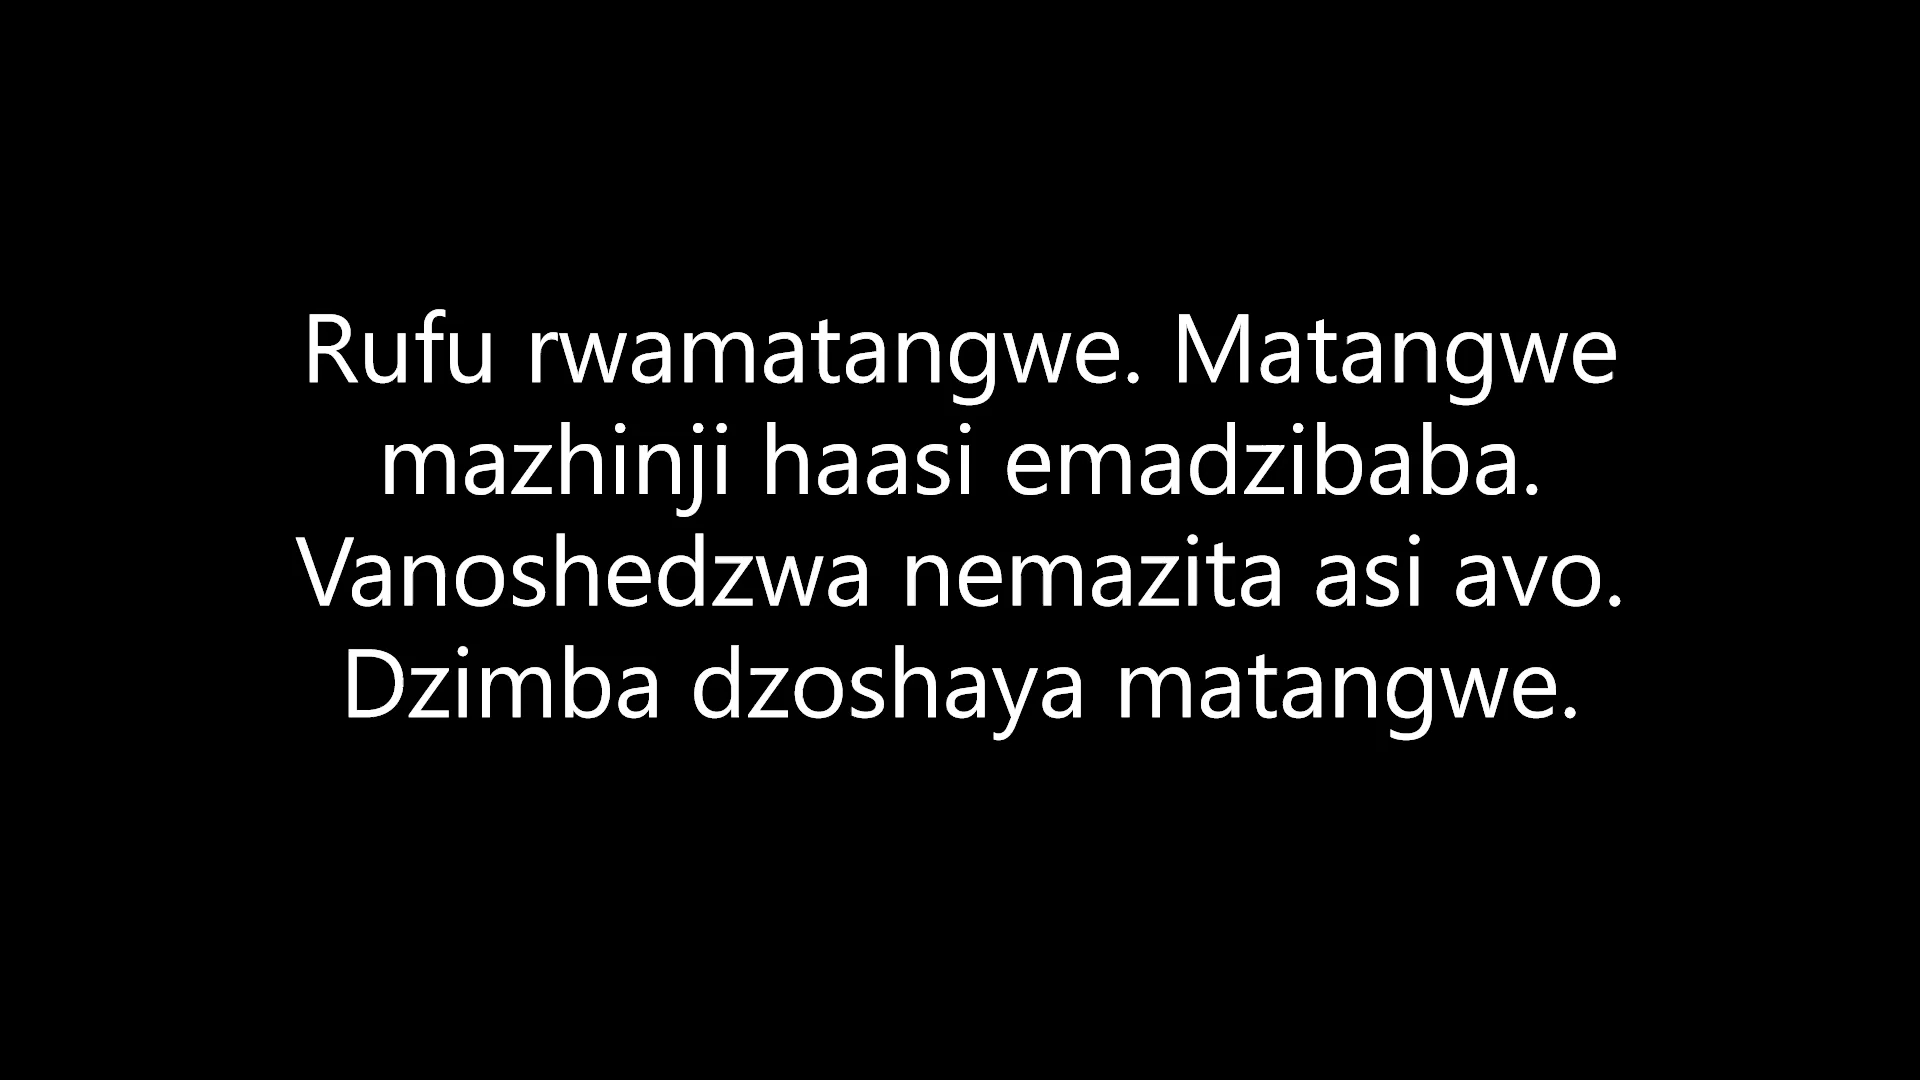 Rufu rwamatangwe. Matangwe
mazhinji haasi emadzibaba.
Vanoshedzwa nemazita asi avo.
Dzimba dzoshaya matangwe.